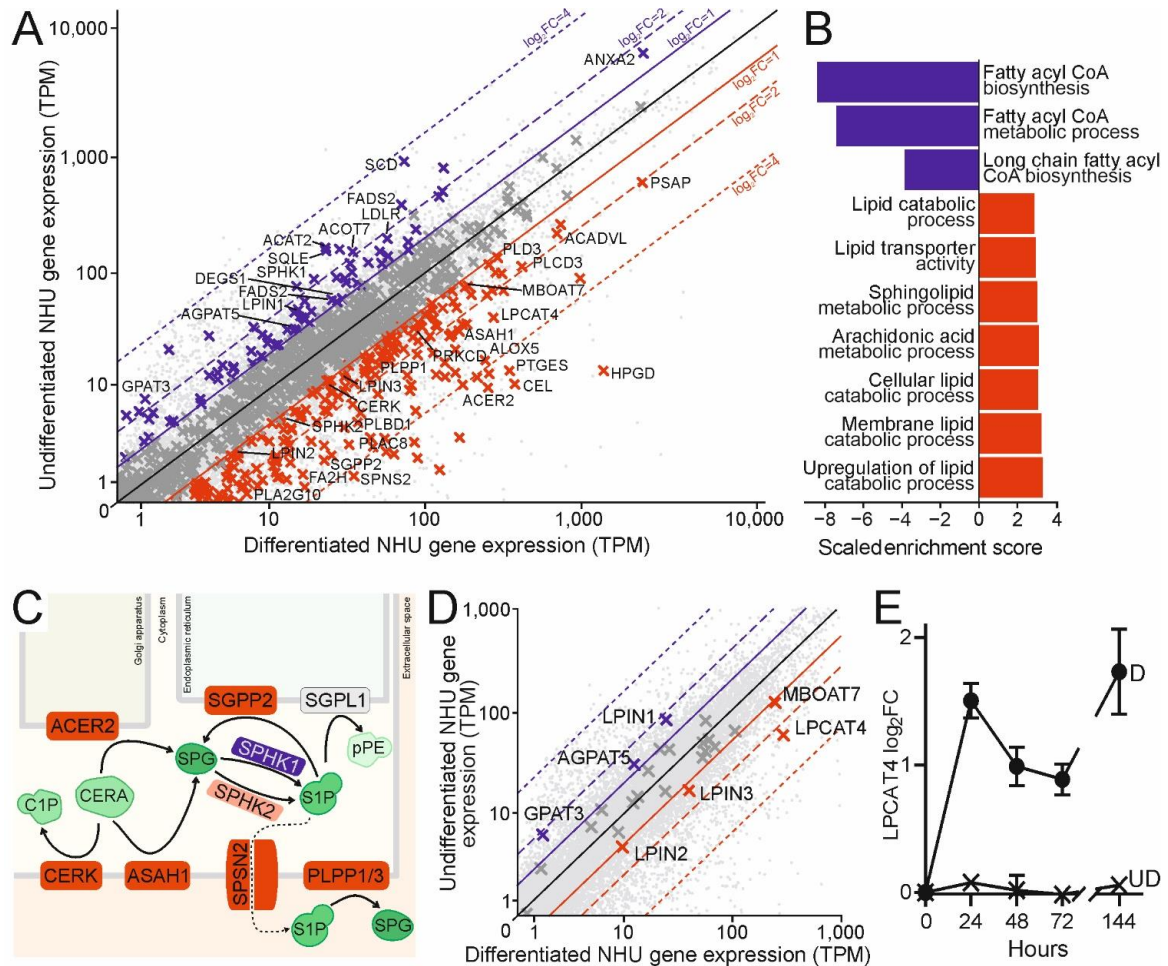 A
Undifferentiated NHU gene expression (TPM)
10,000
1,000
100
10
1
0
1
10
100
1,000
10,000
Differentiated NHU gene expression (TPM)
log₂FC=4
log₂FC=2
log₂FC=1
log₂FC=1
log₂FC=2
log₂FC=4
ANXA2
SCD
PSAP
FADS2
LDLR
ACOT7
ACAT2
SQLE
SPHK1
DEGS1
FADS2
LPIN1
AGPAT5
GPAT3
ACADVL
PLD3
PLCD3
MBOAT7
LPCAT4
ASAH1
ALOX5
PRKCD
PTGES
HPGD
PLPP1
CEL
LPIN3
ACER2
CERK
PLBD1
SPHK2
PLAC8
LPIN2
SGPP2
FA2H
SPNS2
PLA2G10
B
Fatty acyl CoA
biosynthesis
Fatty acyl CoA
metabolic process
Long chain fatty acyl
CoA biosynthesis
Lipid catabolic
process
Lipid transporter
activity
Sphingolipid
metabolic process
Arachidonic acid
metabolic process
Cellular lipid
catabolic process
Membrane lipid
catabolic process
Upregulation of lipid
catabolic process
−8 −6 −4 −2 0 2 4
Scaled enrichment score
C
Golgi apparatus
Cytoplasm
Endoplasmic reticulum
Extracellular space
SGPP2
SGPL1
ACER2
SPG
SPHK1
pPE
SPHK2
S1P
C1P
CERA
CERK
ASAH1
SPSN2
PLPP1/3
S1P
SPG
D
Undifferentiated NHU gene
expression (TPM)
1,000
100
10
1
1
10
100
1,000
Differentiated NHU gene expression (TPM)
LPIN1
MBOAT7
AGPAT5
LPCAT4
GPAT3
LPIN3
LPIN2
E
LPCAT4 log₂FC
2
1
0
D
UD
0 24 48 72 144
Hours